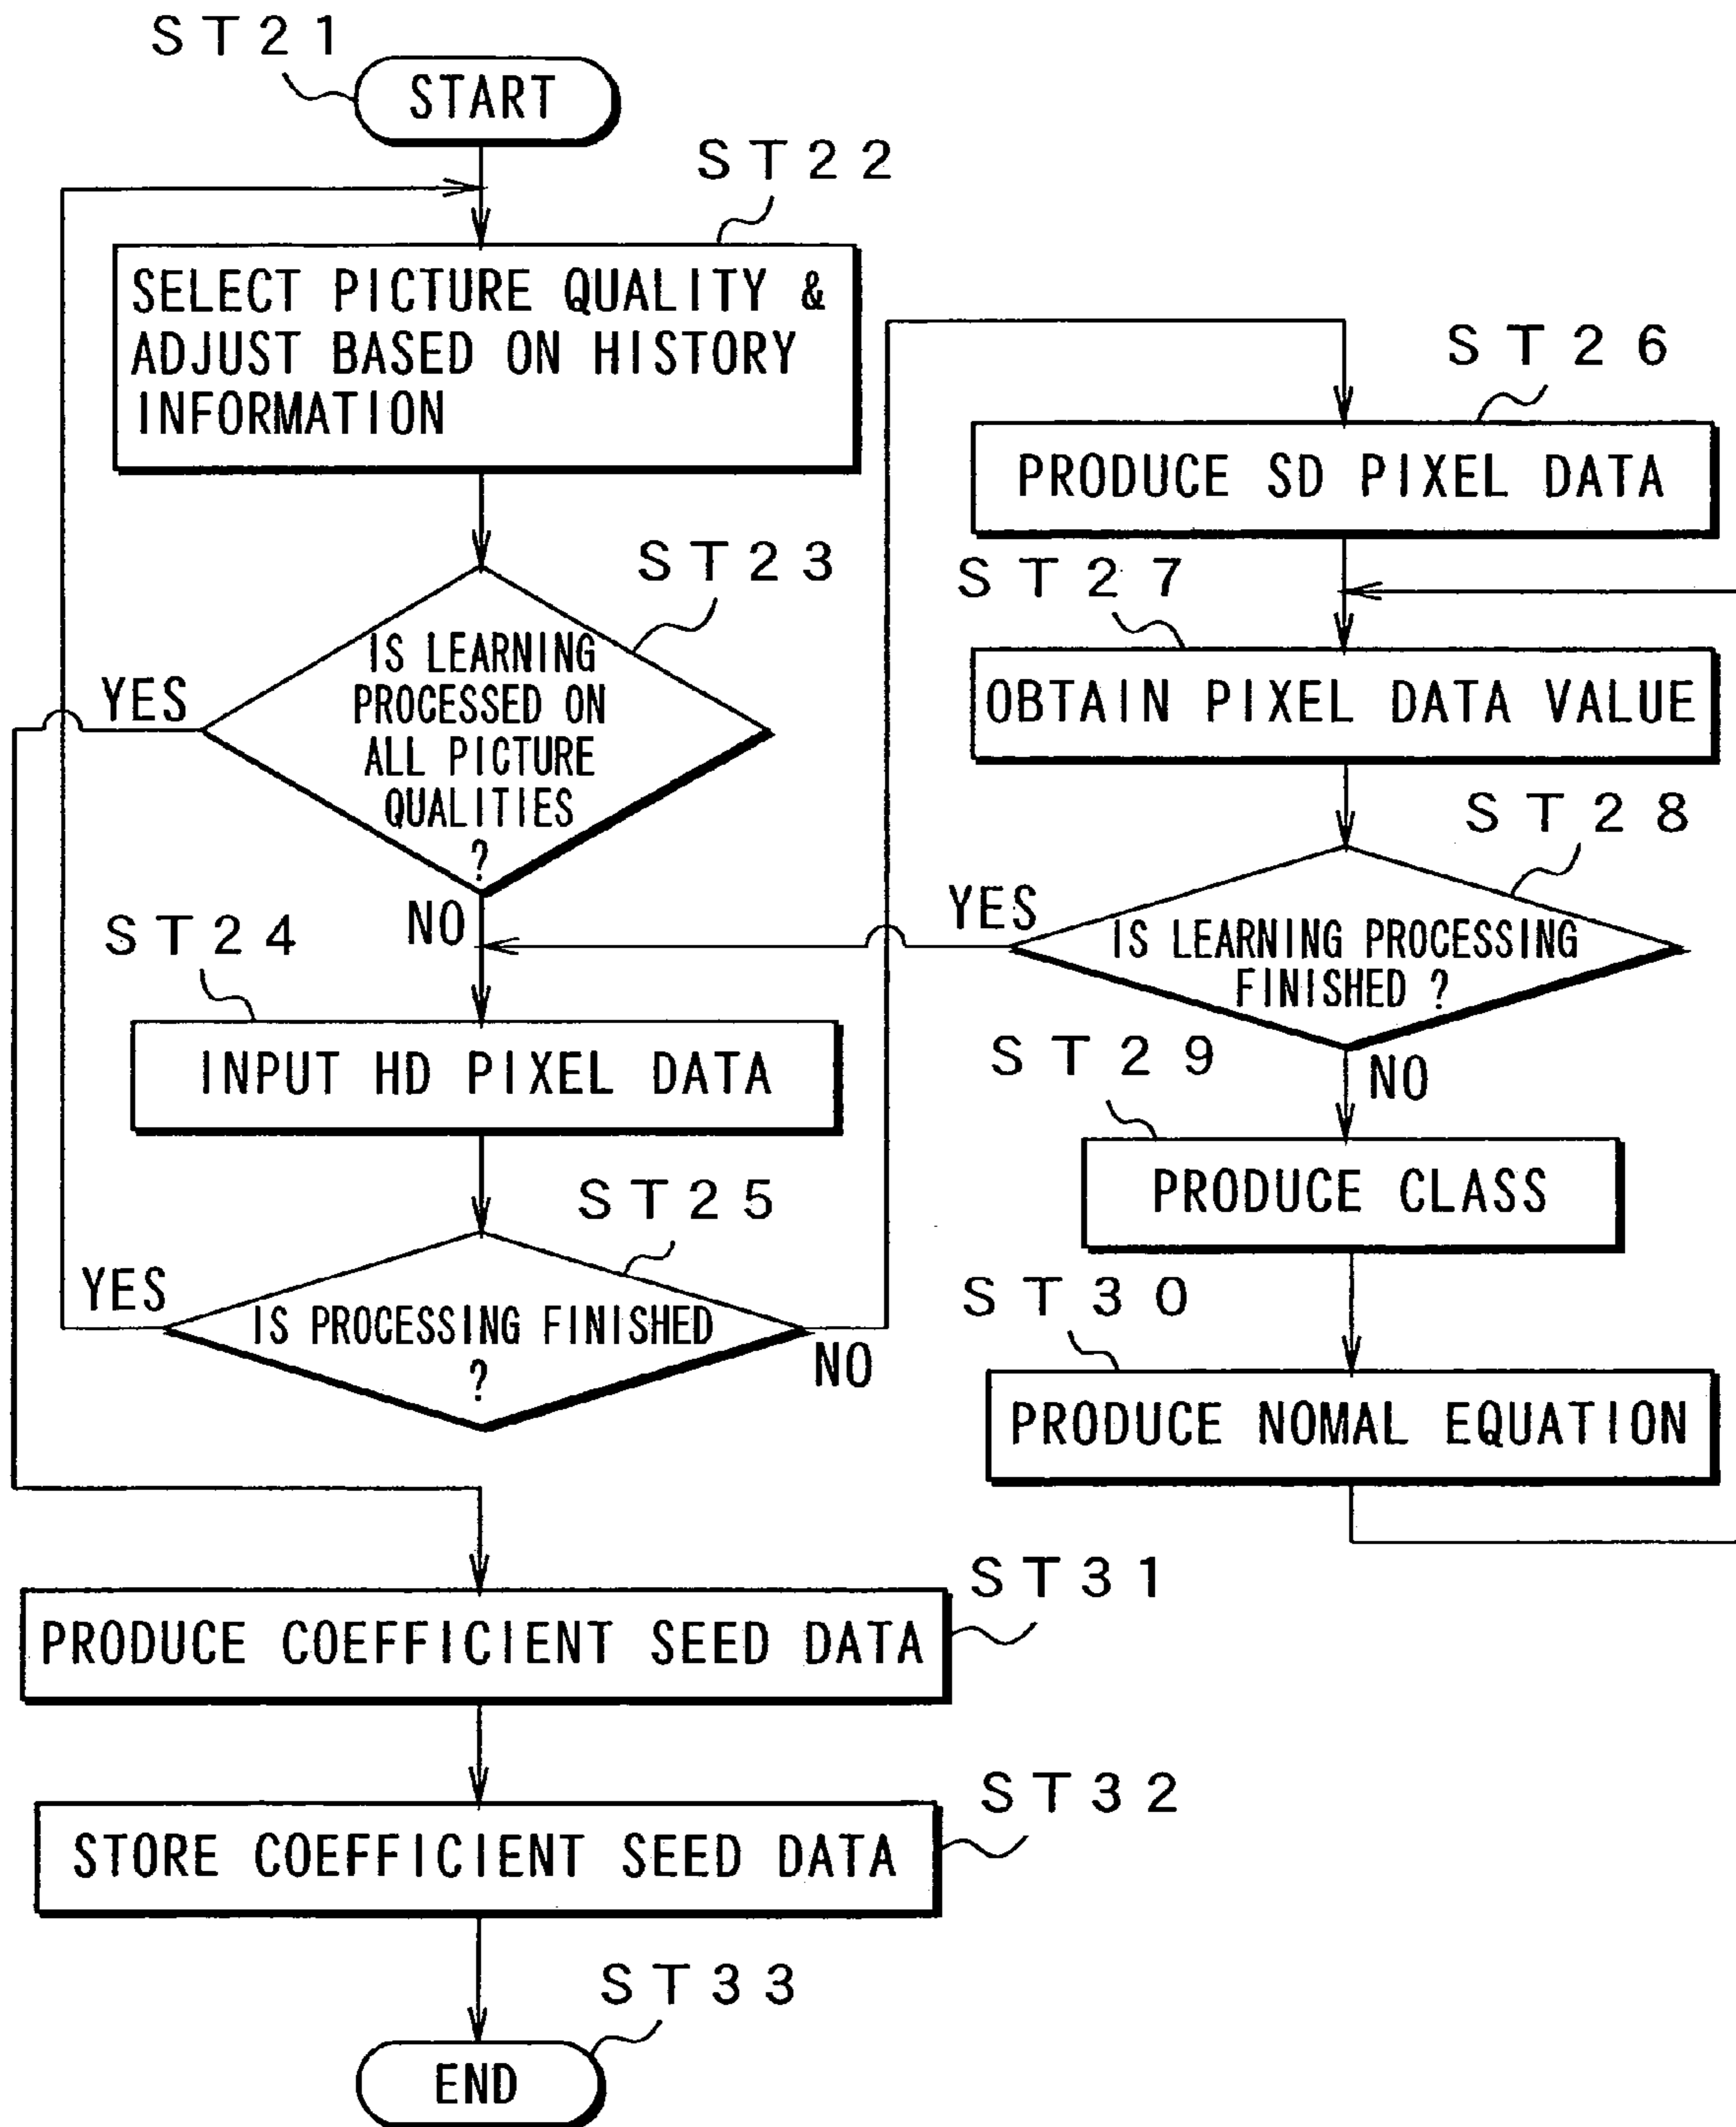 ST21
START
ST22
SELECT PICTURE QUALITY &
ADJUST BASED ON HISTORY
INFORMATION
ST23
IS LEARNING
PROCESSED ON
ALL PICTURE
QUALITIES
?
YES
NO
ST24
INPUT HD PIXEL DATA
ST25
IS PROCESSING FINISHED
?
YES
NO
ST26
PRODUCE SD PIXEL DATA
ST27
OBTAIN PIXEL DATA VALUE
ST28
IS LEARNING PROCESSING
FINISHED ?
YES
NO
ST29
PRODUCE CLASS
ST30
PRODUCE NOMAL EQUATION
ST31
PRODUCE COEFFICIENT SEED DATA
ST32
STORE COEFFICIENT SEED DATA
ST33
END